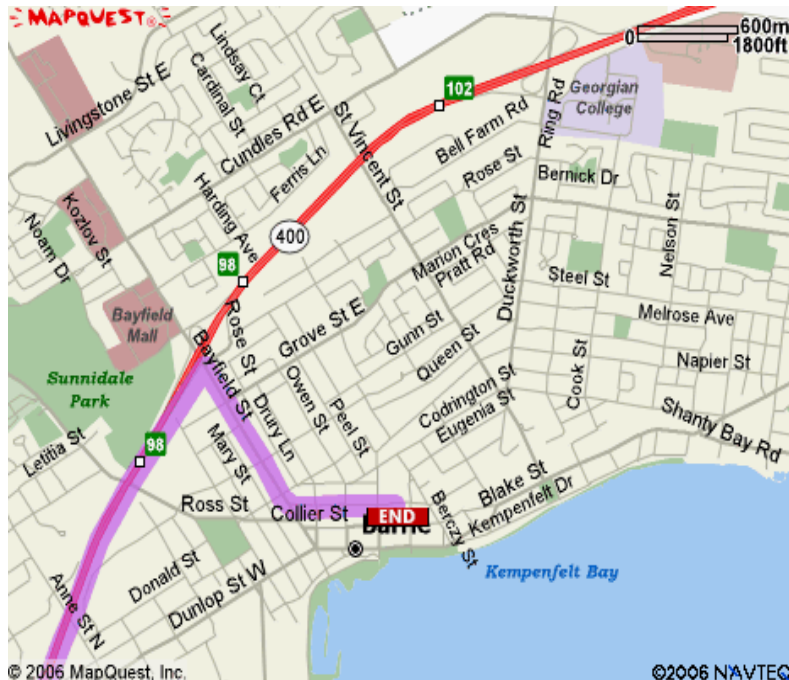 MAPQUEST
600m
0
1800ft
Lindsay Ct
Cardinal St
Livingstone St E
Cundles Rd E
102
Georgian
College
Ring Rd
St Vincent St
Bell Farm Rd
Ferris Ln
Rose St
Bernick Dr
Harding Ave
Kozlov St
Noam Dr
400
Nelson St
Marion Cres
Pratt Rd
Duckworth St
98
Steel St
Bayfield
Mall
Rose St
Grove St E
Melrose Ave
Gunn St
Bayfield St
Queen St
Napier St
Sunnidale
Park
Owen St
Cook St
Drury Ln
Peel St
Codrington St
Eugenia St
Shanty Bay Rd
Letitia St
98
Mary St
Ross St
Collier St
END
Barrie
Blake St
Kempenfelt Dr
Berczy St
Donald St
Dunlop St W
Anne St N
Kempenfelt Bay
© 2006 MapQuest, Inc.
©2006 NAVTEQ